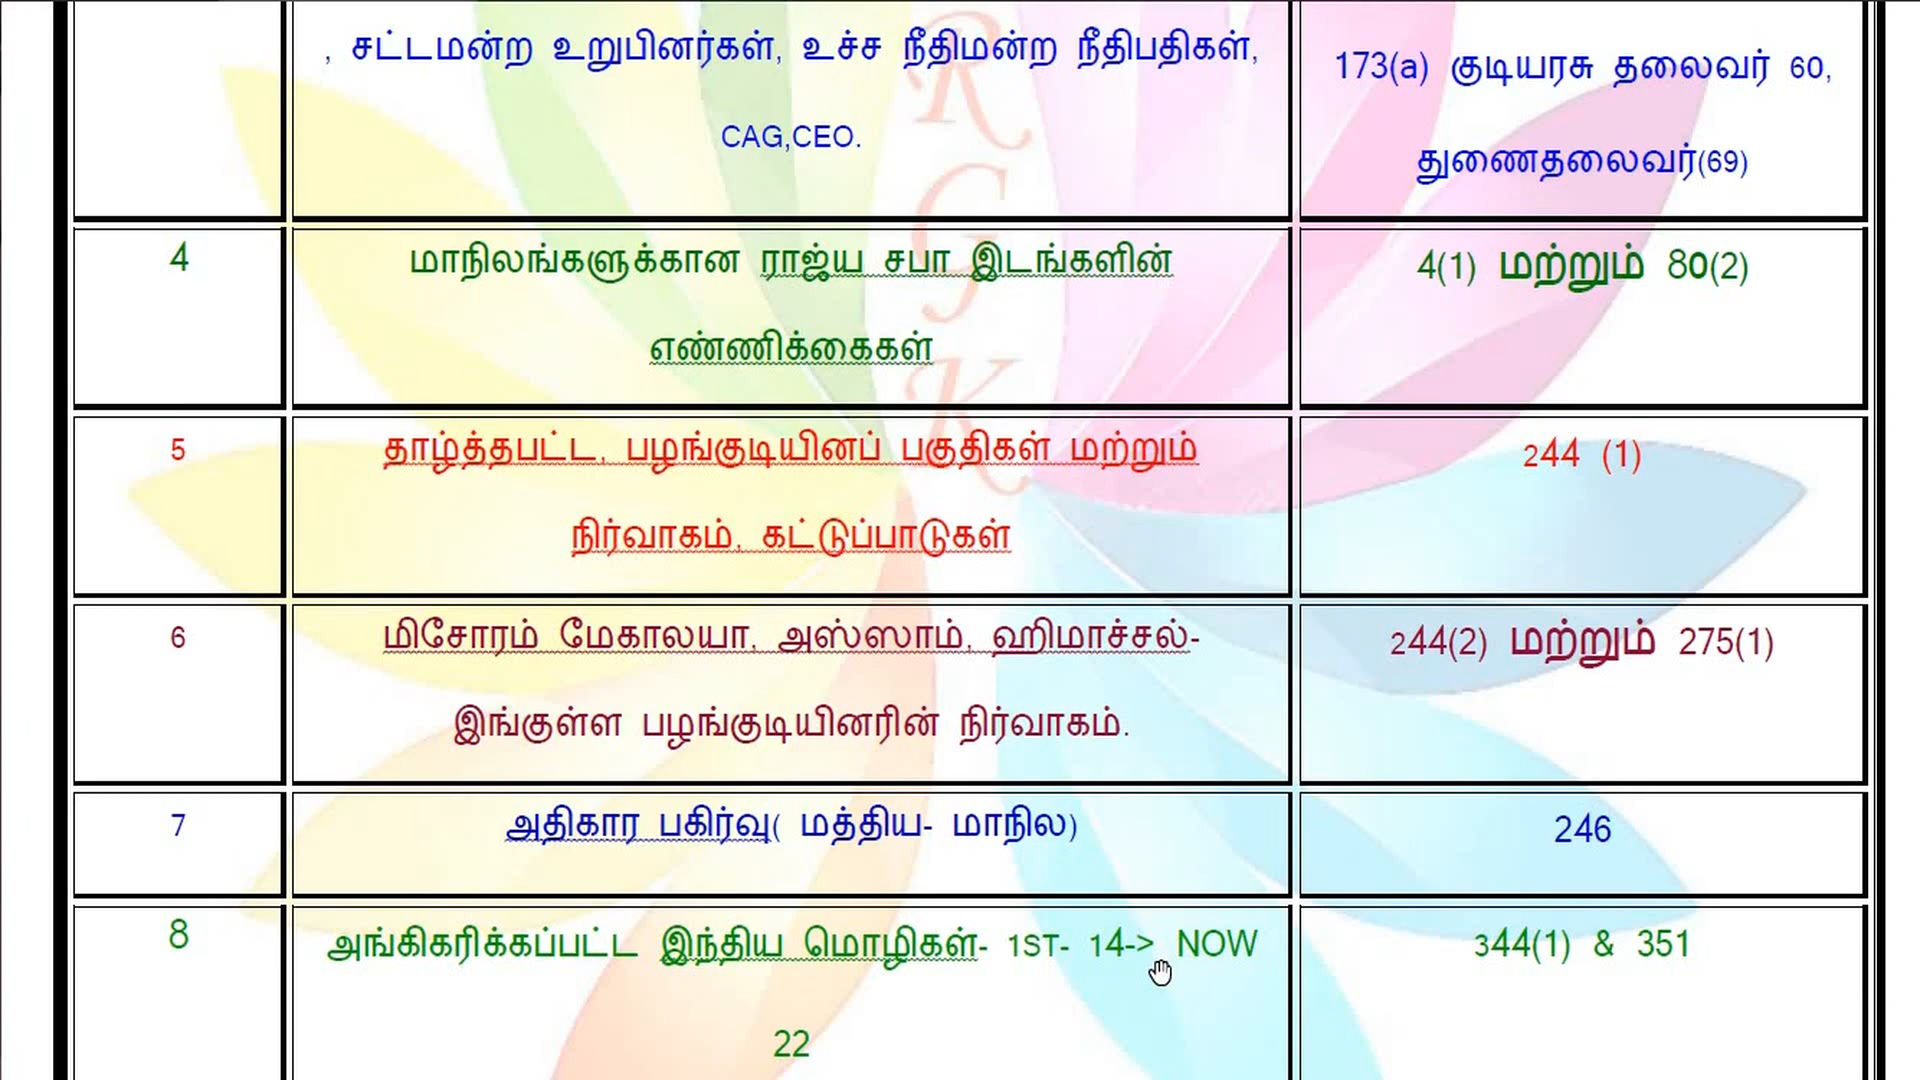 , சட்டமன்ற உறுபினர்கள், உச்ச நீதிமன்ற நீதிபதிகள்,
CAG,CEO.
173(a) குடியரசு தலைவர் 60,
துணைதலைவர்(69)
4
மாநிலங்களுக்கான ராஜ்ய சபா இடங்களின்
எண்ணிக்கைகள்
4(1) மற்றும் 80(2)
5
தாழ்த்தபட்ட, பழங்குடியினப் பகுதிகள் மற்றும்
நிர்வாகம், கட்டுப்பாடுகள்
244 (1)
6
மிசோரம் மேகாலயா, அஸ்ஸாம், ஹிமாச்சல்-
இங்குள்ள பழங்குடியினரின் நிர்வாகம்.
244(2) மற்றும் 275(1)
7
அதிகார பகிர்வு( மத்திய- மாநில)
246
8
அங்கிகரிக்கப்பட்ட இந்திய மொழிகள்- 1ST- 14-> NOW
22
344(1) & 351
R
G
J
K